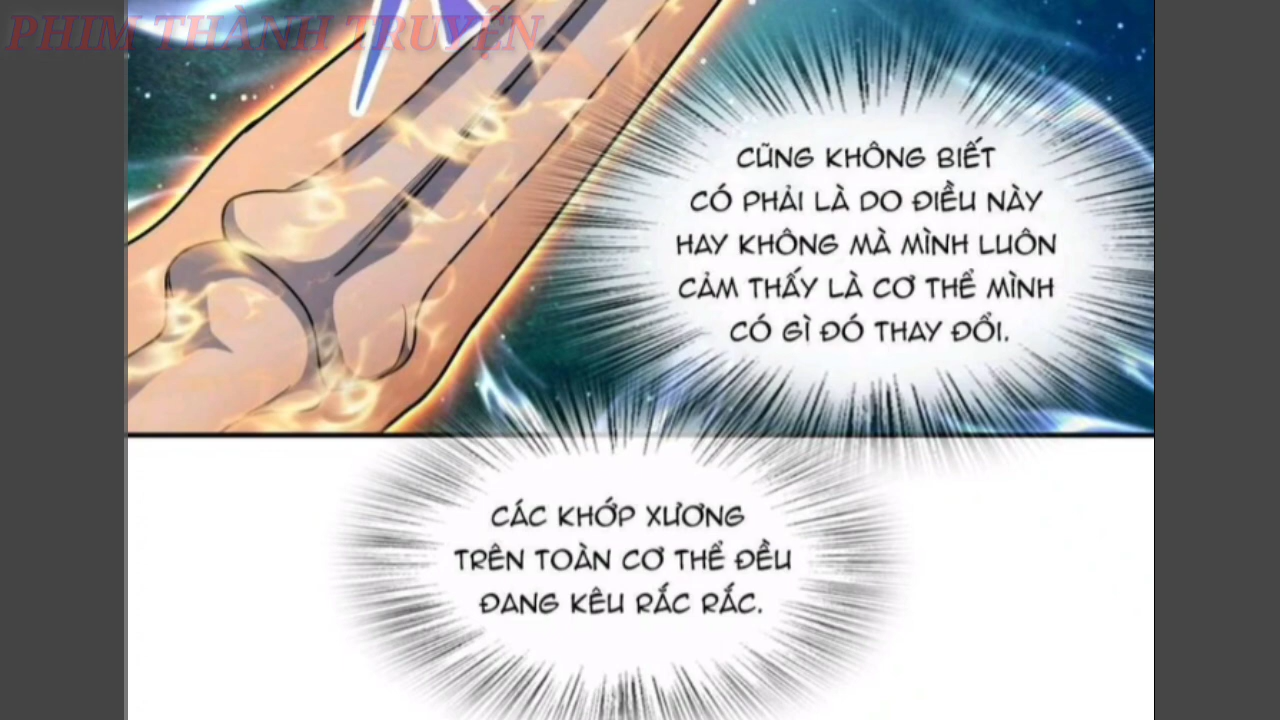 PHIM THÀNH TRUYỆN
CŨNG KHÔNG BIẾT
CÓ PHẢI LÀ DO ĐIỀU NÀY
HAY KHÔNG MÀ MÌNH LUÔN
CẢM THẤY LÀ CƠ THỂ MÌNH
CÓ GÌ ĐÓ THAY ĐỔI.
CÁC KHỚP XƯƠNG
TRÊN TOÀN CƠ THỂ ĐỀU
ĐANG KÊU RẮC RẮC.